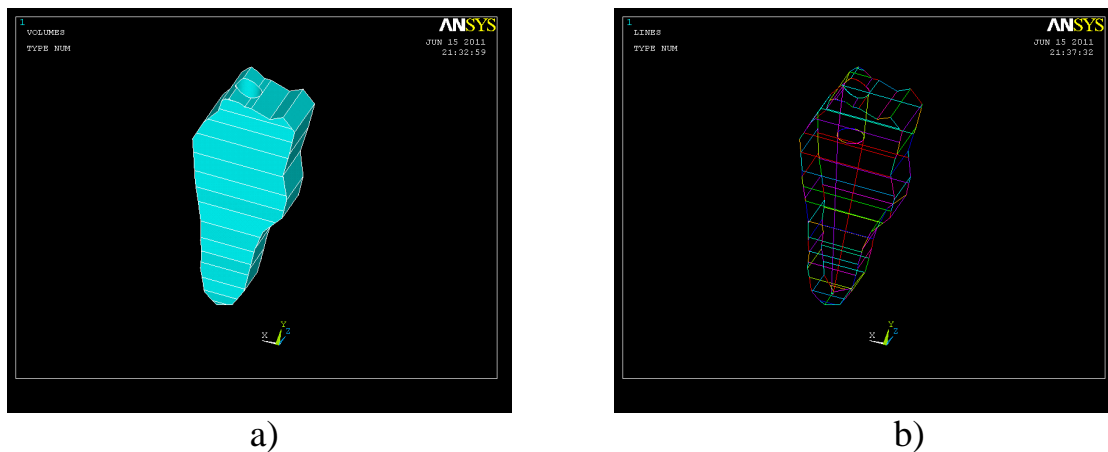 1
VOLUMES
TYPE NUM
ANSYS
JUN 15 2011
21:32:59
X Y Z
a)
1
LINES
TYPE NUM
ANSYS
JUN 15 2011
21:37:32
X Y Z
b)